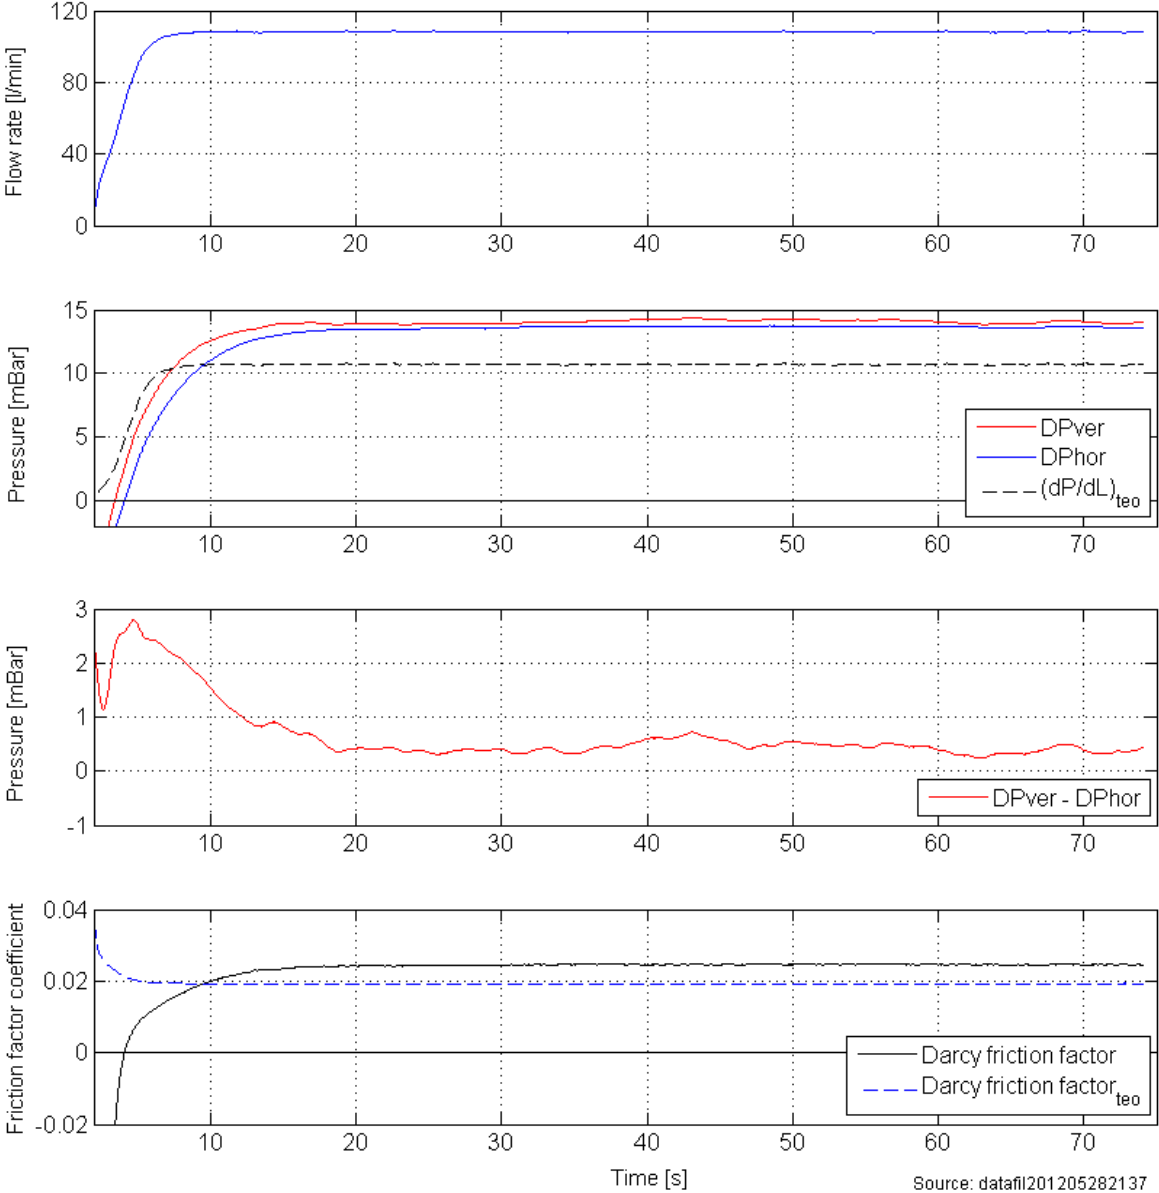 Flow rate [l/min]
120
80
40
0
10 20 30 40 50 60 70
Pressure [mBar]
15
10
5
0
DPver
DPhor
(dP/dL)teo
10 20 30 40 50 60 70
Pressure [mBar]
3
2
1
0
-1
DPver - DPhor
10 20 30 40 50 60 70
Friction factor coefficient
0.04
0.02
0
-0.02
Darcy friction factor
Darcy friction factorteo
10 20 30 40 50 60 70
Time [s]
Source: datafil201205282137